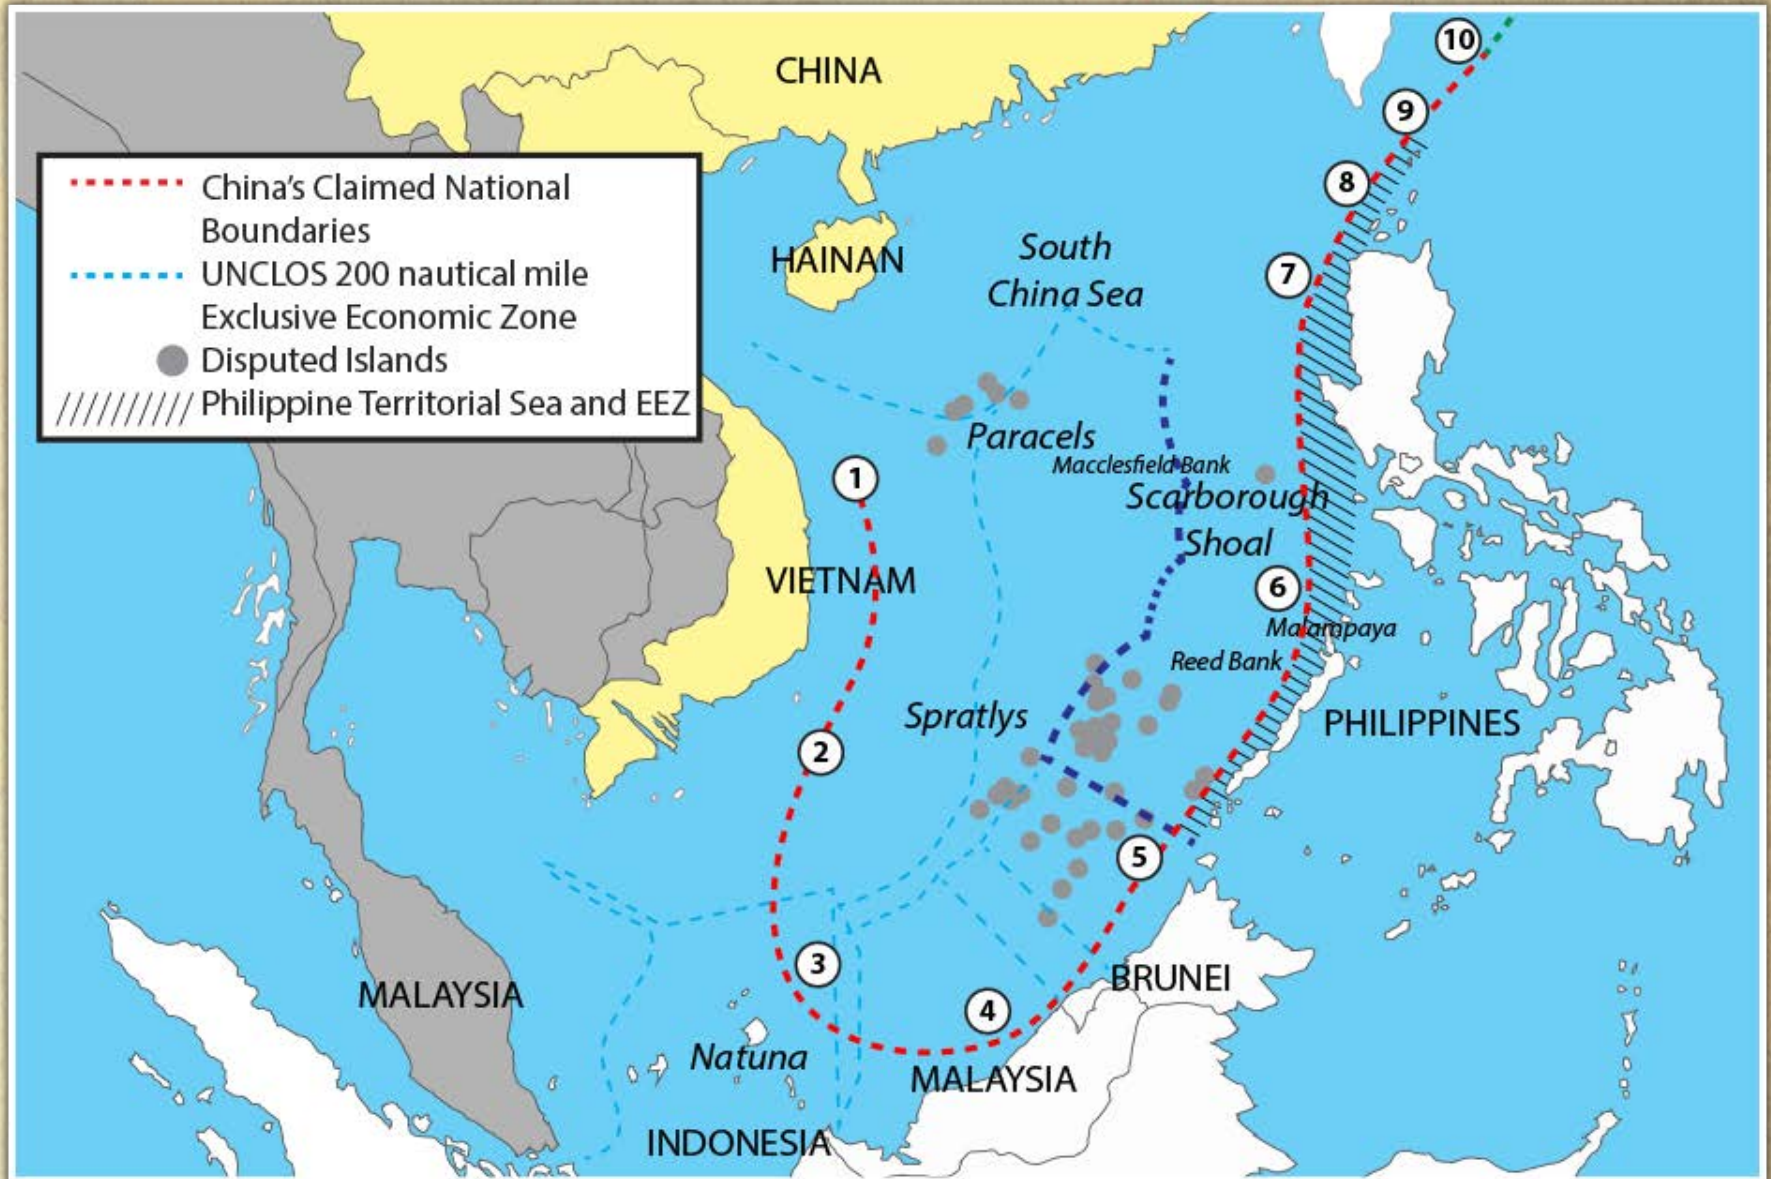 CHINA
10
9
8
7
China's Claimed National
Boundaries
UNCLOS 200 nautical mile
Exclusive Economic Zone
Disputed Islands
Philippine Territorial Sea and EEZ
HAINAN
South
China Sea
Paracels
Macclesfield Bank
Scarborough
Shoal
1
VIETNAM
6
Malampaya
Reed Bank
Spratlys
PHILIPPINES
2
5
3
4
BRUNEI
MALAYSIA
Natuna
MALAYSIA
INDONESIA